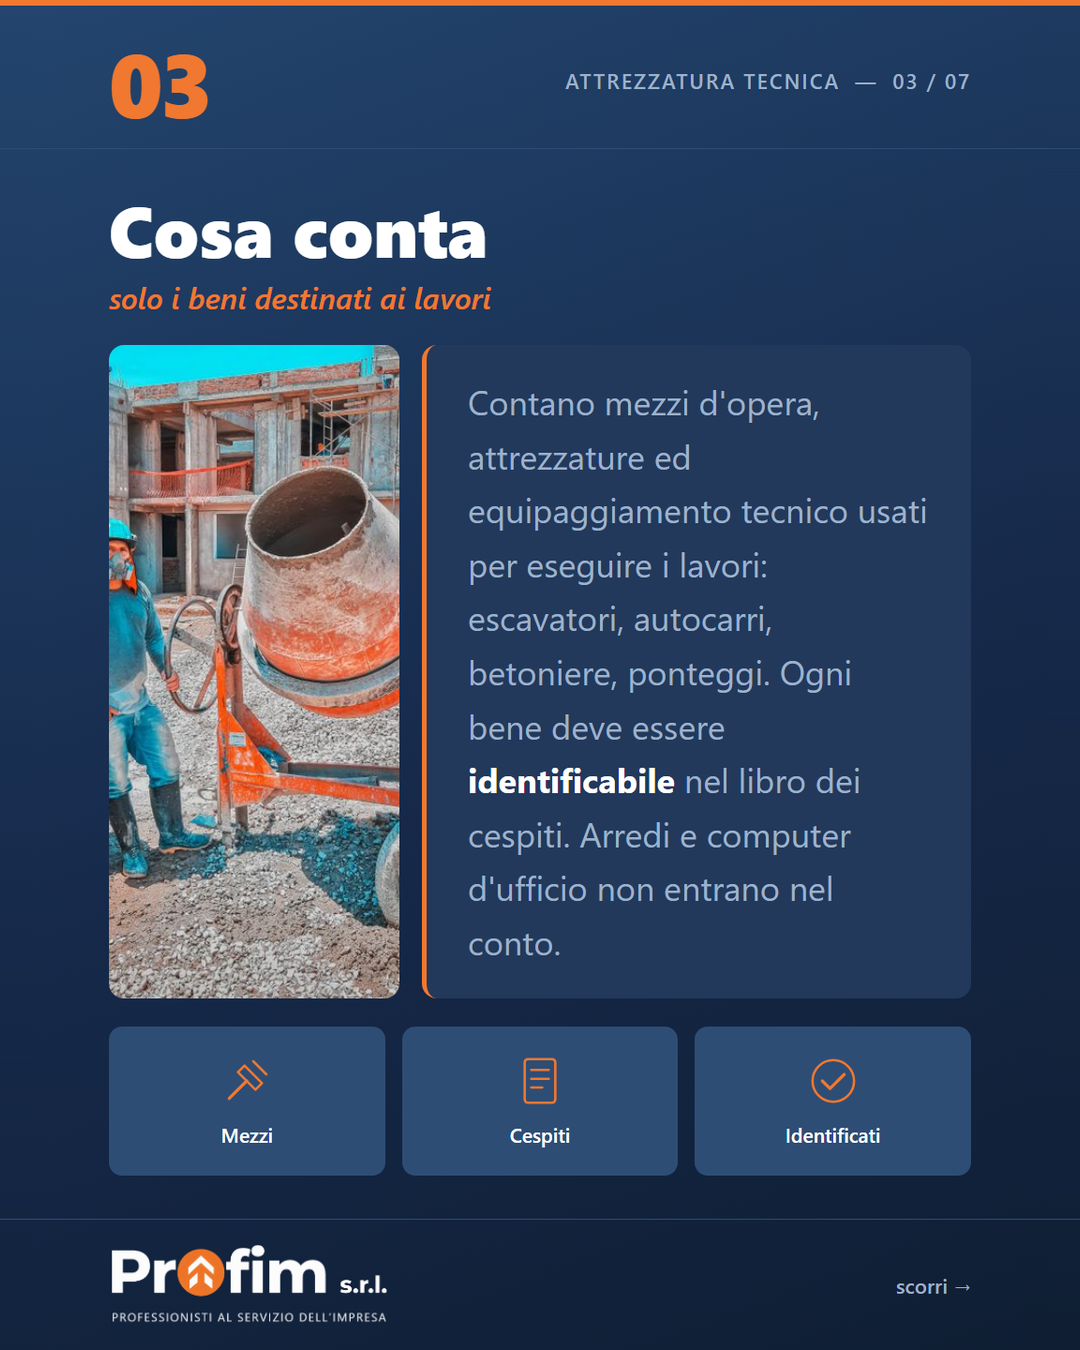 03
ATTREZZATURA TECNICA — 03 / 07
Cosa conta
solo i beni destinati ai lavori
Contano mezzi d'opera,
attrezzature ed
equipaggiamento tecnico usati
per eseguire i lavori:
escavatori, autocarri,
betoniere, ponteggi. Ogni
bene deve essere
identificabile nel libro dei
cespiti. Arredi e computer
d'ufficio non entrano nel
conto.
Mezzi
Cespiti
Identificati
Profim s.r.l.
PROFESSIONISTI AL SERVIZIO DELL'IMPRESA
scorri →